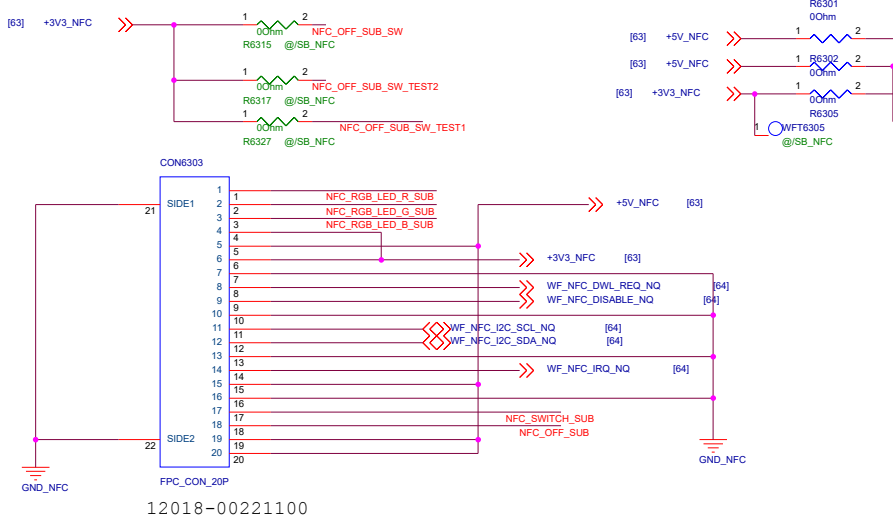 R6301
[63] +3V3_NFC 1 2 0Ohm NFC_OFF_SUB_SW
R6315 @/SB_NFC
1 2 0Ohm NFC_OFF_SUB_SW_TEST2
R6317 @/SB_NFC
1 2 0Ohm NFC_OFF_SUB_SW_TEST1
R6327 @/SB_NFC
0Ohm
[63] +5V_NFC 1 2
R6302
[63] +5V_NFC 1 2
0Ohm
[63] +3V3_NFC 1 2
0Ohm
R6305
1 WFT6305
@/SB_NFC
CON6303
SIDE1
21
SIDE2
22
1 1 NFC_RGB_LED_R_SUB
2 2 NFC_RGB_LED_G_SUB
3 3 NFC_RGB_LED_B_SUB
4 4
5 5
6 6 +3V3_NFC [63]
7 7
8 8 WF_NFC_DWL_REQ_NQ [64]
9 9 WF_NFC_DISABLE_NQ [64]
10 10
11 11 WF_NFC_I2C_SCL_NQ [64]
12 12 WF_NFC_I2C_SDA_NQ [64]
13 13
14 14 WF_NFC_IRQ_NQ [64]
15 15
16 16
17 17 NFC_SWITCH_SUB
18 18 NFC_OFF_SUB
19 19
20 20
+5V_NFC [63]
GND_NFC
GND_NFC
FPC_CON_20P
12018-00221100